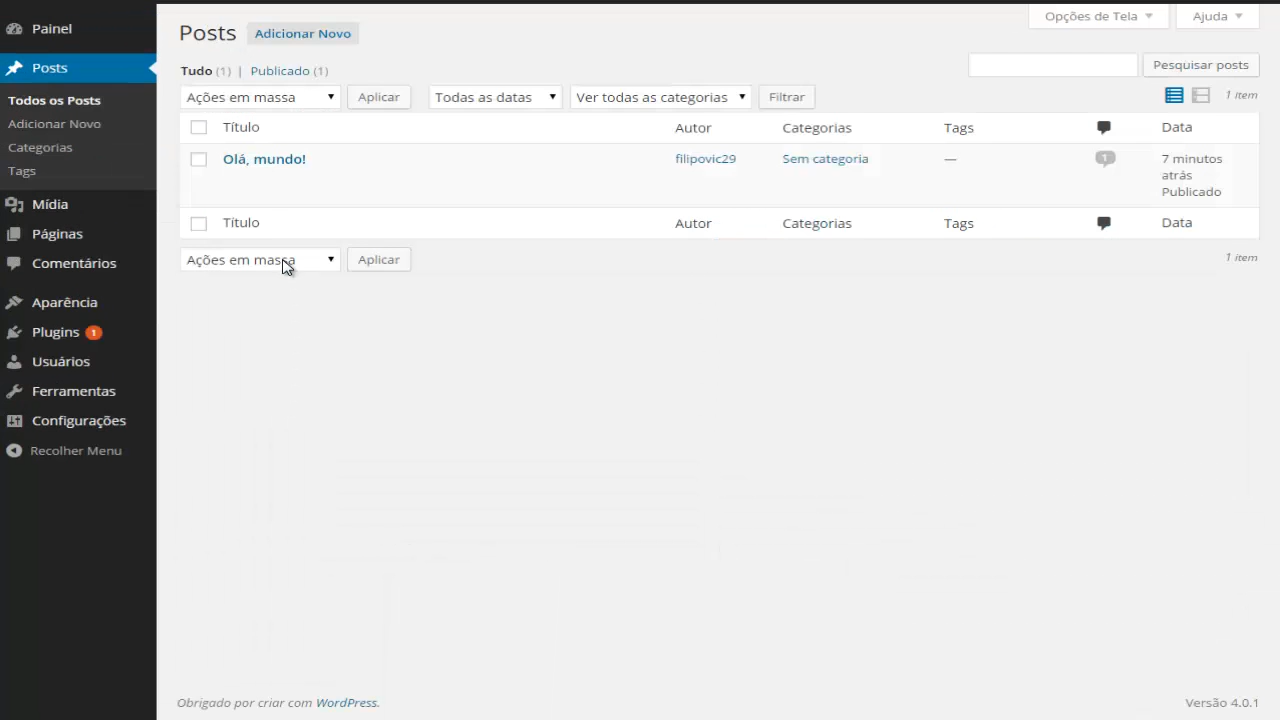 Painel
Posts
Todos os Posts
Adicionar Novo
Categorias
Tags
Mídia
Páginas
Comentários
Aparência
Plugins 1
Usuários
Ferramentas
Configurações
Recolher Menu
Opções de Tela Ajuda
Posts Adicionar Novo
Tudo (1) | Publicado (1)
Pesquisar posts
Ações em massa Aplicar Todas as datas Ver todas as categorias Filtrar 1 item
Título Autor Categorias Tags Data
Olá, mundo! filipovic29 Sem categoria — 1 7 minutos
atrás
Publicado
Título Autor Categorias Tags Data
Ações em massa Aplicar 1 item
Obrigado por criar com WordPress. Versão 4.0.1